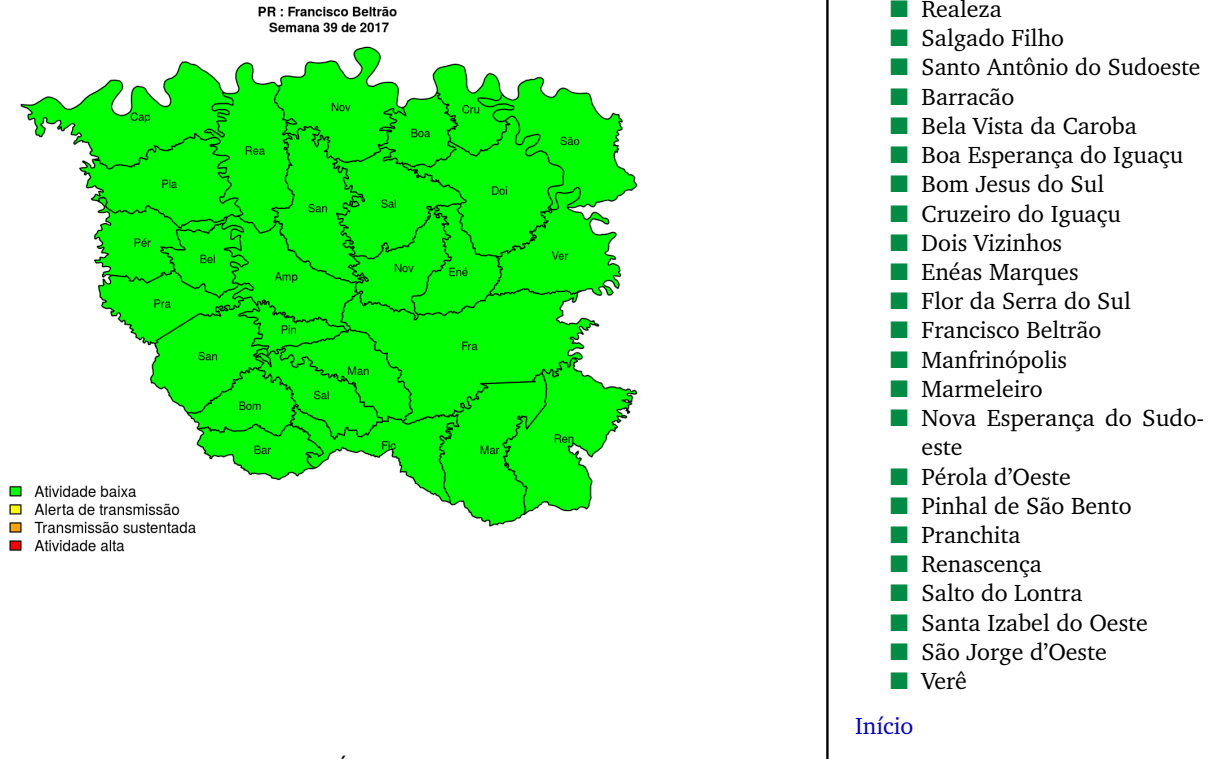 PR : Francisco Beltrão
Semana 39 de 2017
Cap
Nov
Cru
Boa
São
Rea
Pla
Doi
San
Sal
Pér
Bel
Ver
Nov
Ené
Amp
Pra
Pin
Fra
San
Man
Sal
Bom
Flo
Ren
Bar
Mar
Atividade baixa
Alerta de transmissão
Transmissão sustentada
Atividade alta
Realeza
Salgado Filho
Santo Antônio do Sudoeste
Barracão
Bela Vista da Caroba
Boa Esperança do Iguaçu
Bom Jesus do Sul
Cruzeiro do Iguaçu
Dois Vizinhos
Enéas Marques
Flor da Serra do Sul
Francisco Beltrão
Manfrinópolis
Marmeleiro
Nova Esperança do Sudo-
este
Pérola d'Oeste
Pinhal de São Bento
Pranchita
Renascença
Salto do Lontra
Santa Izabel do Oeste
São Jorge d'Oeste
Verê
Início